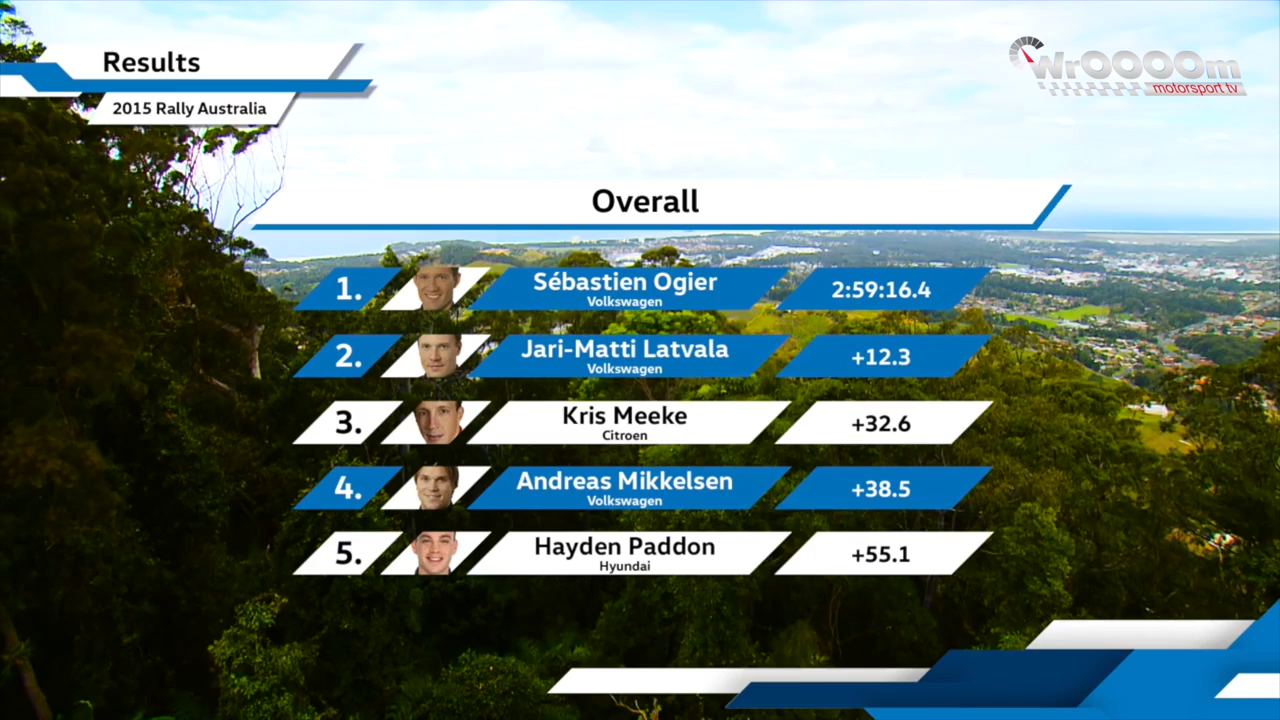 Results
2015 Rally Australia
WrOOOOm
motorsport tv
Overall
1. Sébastien Ogier 2:59:16.4
Volkswagen
2. Jari-Matti Latvala +12.3
Volkswagen
3. Kris Meeke +32.6
Citroen
4. Andreas Mikkelsen +38.5
Volkswagen
5. Hayden Paddon +55.1
Hyundai